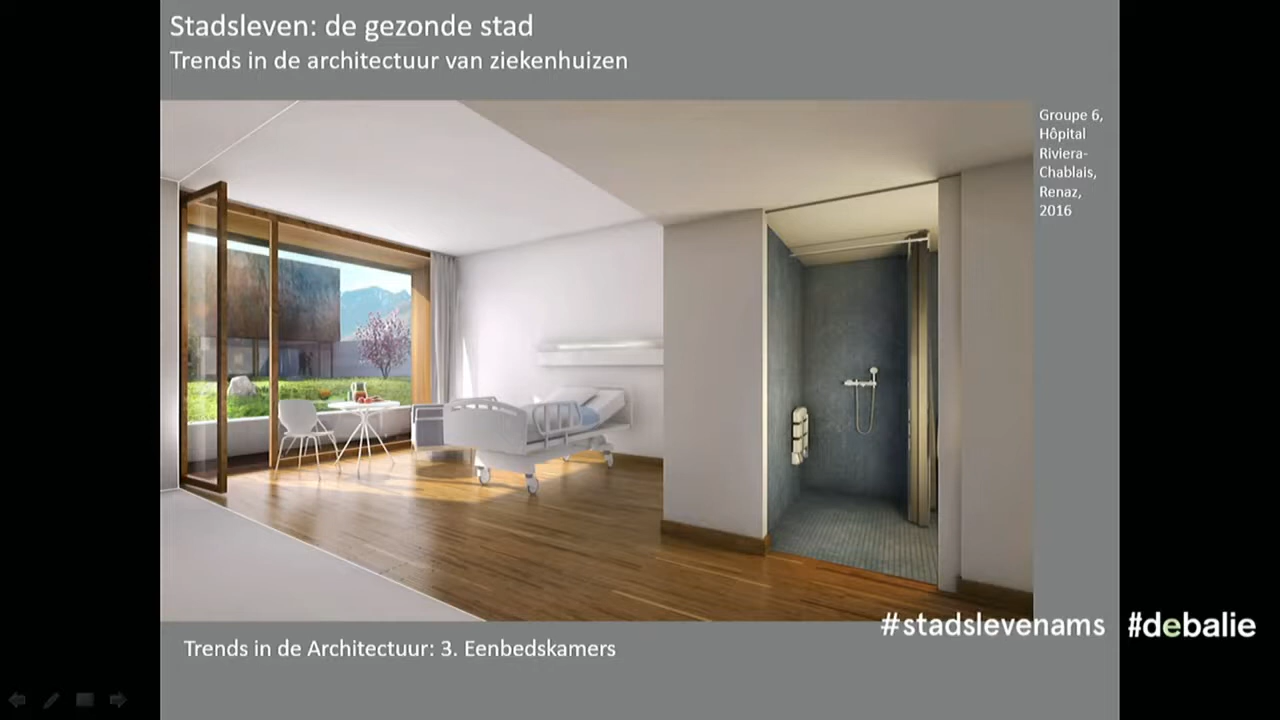 Stadsleven: de gezonde stad
Trends in de architectuur van ziekenhuizen
Groupe 6,
Hôpital
Riviera-
Chablais,
Renaz,
2016
#stadslevenams #debalie
Trends in de Architectuur: 3. Eenbedskamers